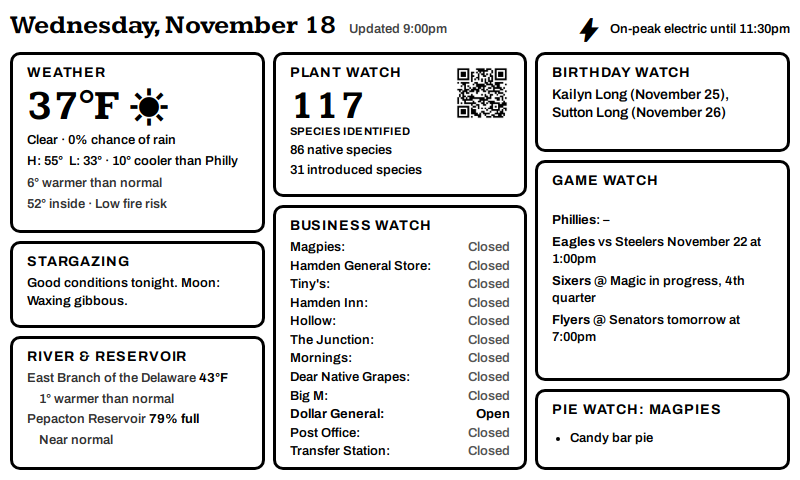 Wednesday, November 18 Updated 9:00pm
On-peak electric until 11:30pm
WEATHER
37°F
Clear · 0% chance of rain
H: 55° L: 33° · 10° cooler than Philly
6° warmer than normal
52° inside · Low fire risk
STARGAZING
Good conditions tonight. Moon:
Waxing gibbous.
RIVER & RESERVOIR
East Branch of the Delaware 43°F
1° warmer than normal
Pepacton Reservoir 79% full
Near normal
PLANT WATCH
117
SPECIES IDENTIFIED
86 native species
31 introduced species
BUSINESS WATCH
Magpies: Closed
Hamden General Store: Closed
Tiny's: Closed
Hamden Inn: Closed
Hollow: Closed
The Junction: Closed
Mornings: Closed
Dear Native Grapes: Closed
Big M: Closed
Dollar General: Open
Post Office: Closed
Transfer Station: Closed
BIRTHDAY WATCH
Kailyn Long (November 25),
Sutton Long (November 26)
GAME WATCH
Phillies: –
Eagles vs Steelers November 22 at
1:00pm
Sixers @ Magic in progress, 4th
quarter
Flyers @ Senators tomorrow at
7:00pm
PIE WATCH: MAGPIES
• Candy bar pie